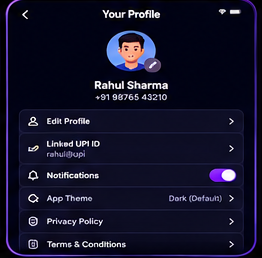 Your Profile
Rahul Sharma
+91 98765 43210
Edit Profile
Linked UPI ID
rahul@upi
Notifications
App Theme Dark (Default)
Privacy Policy
Terms & Conditions